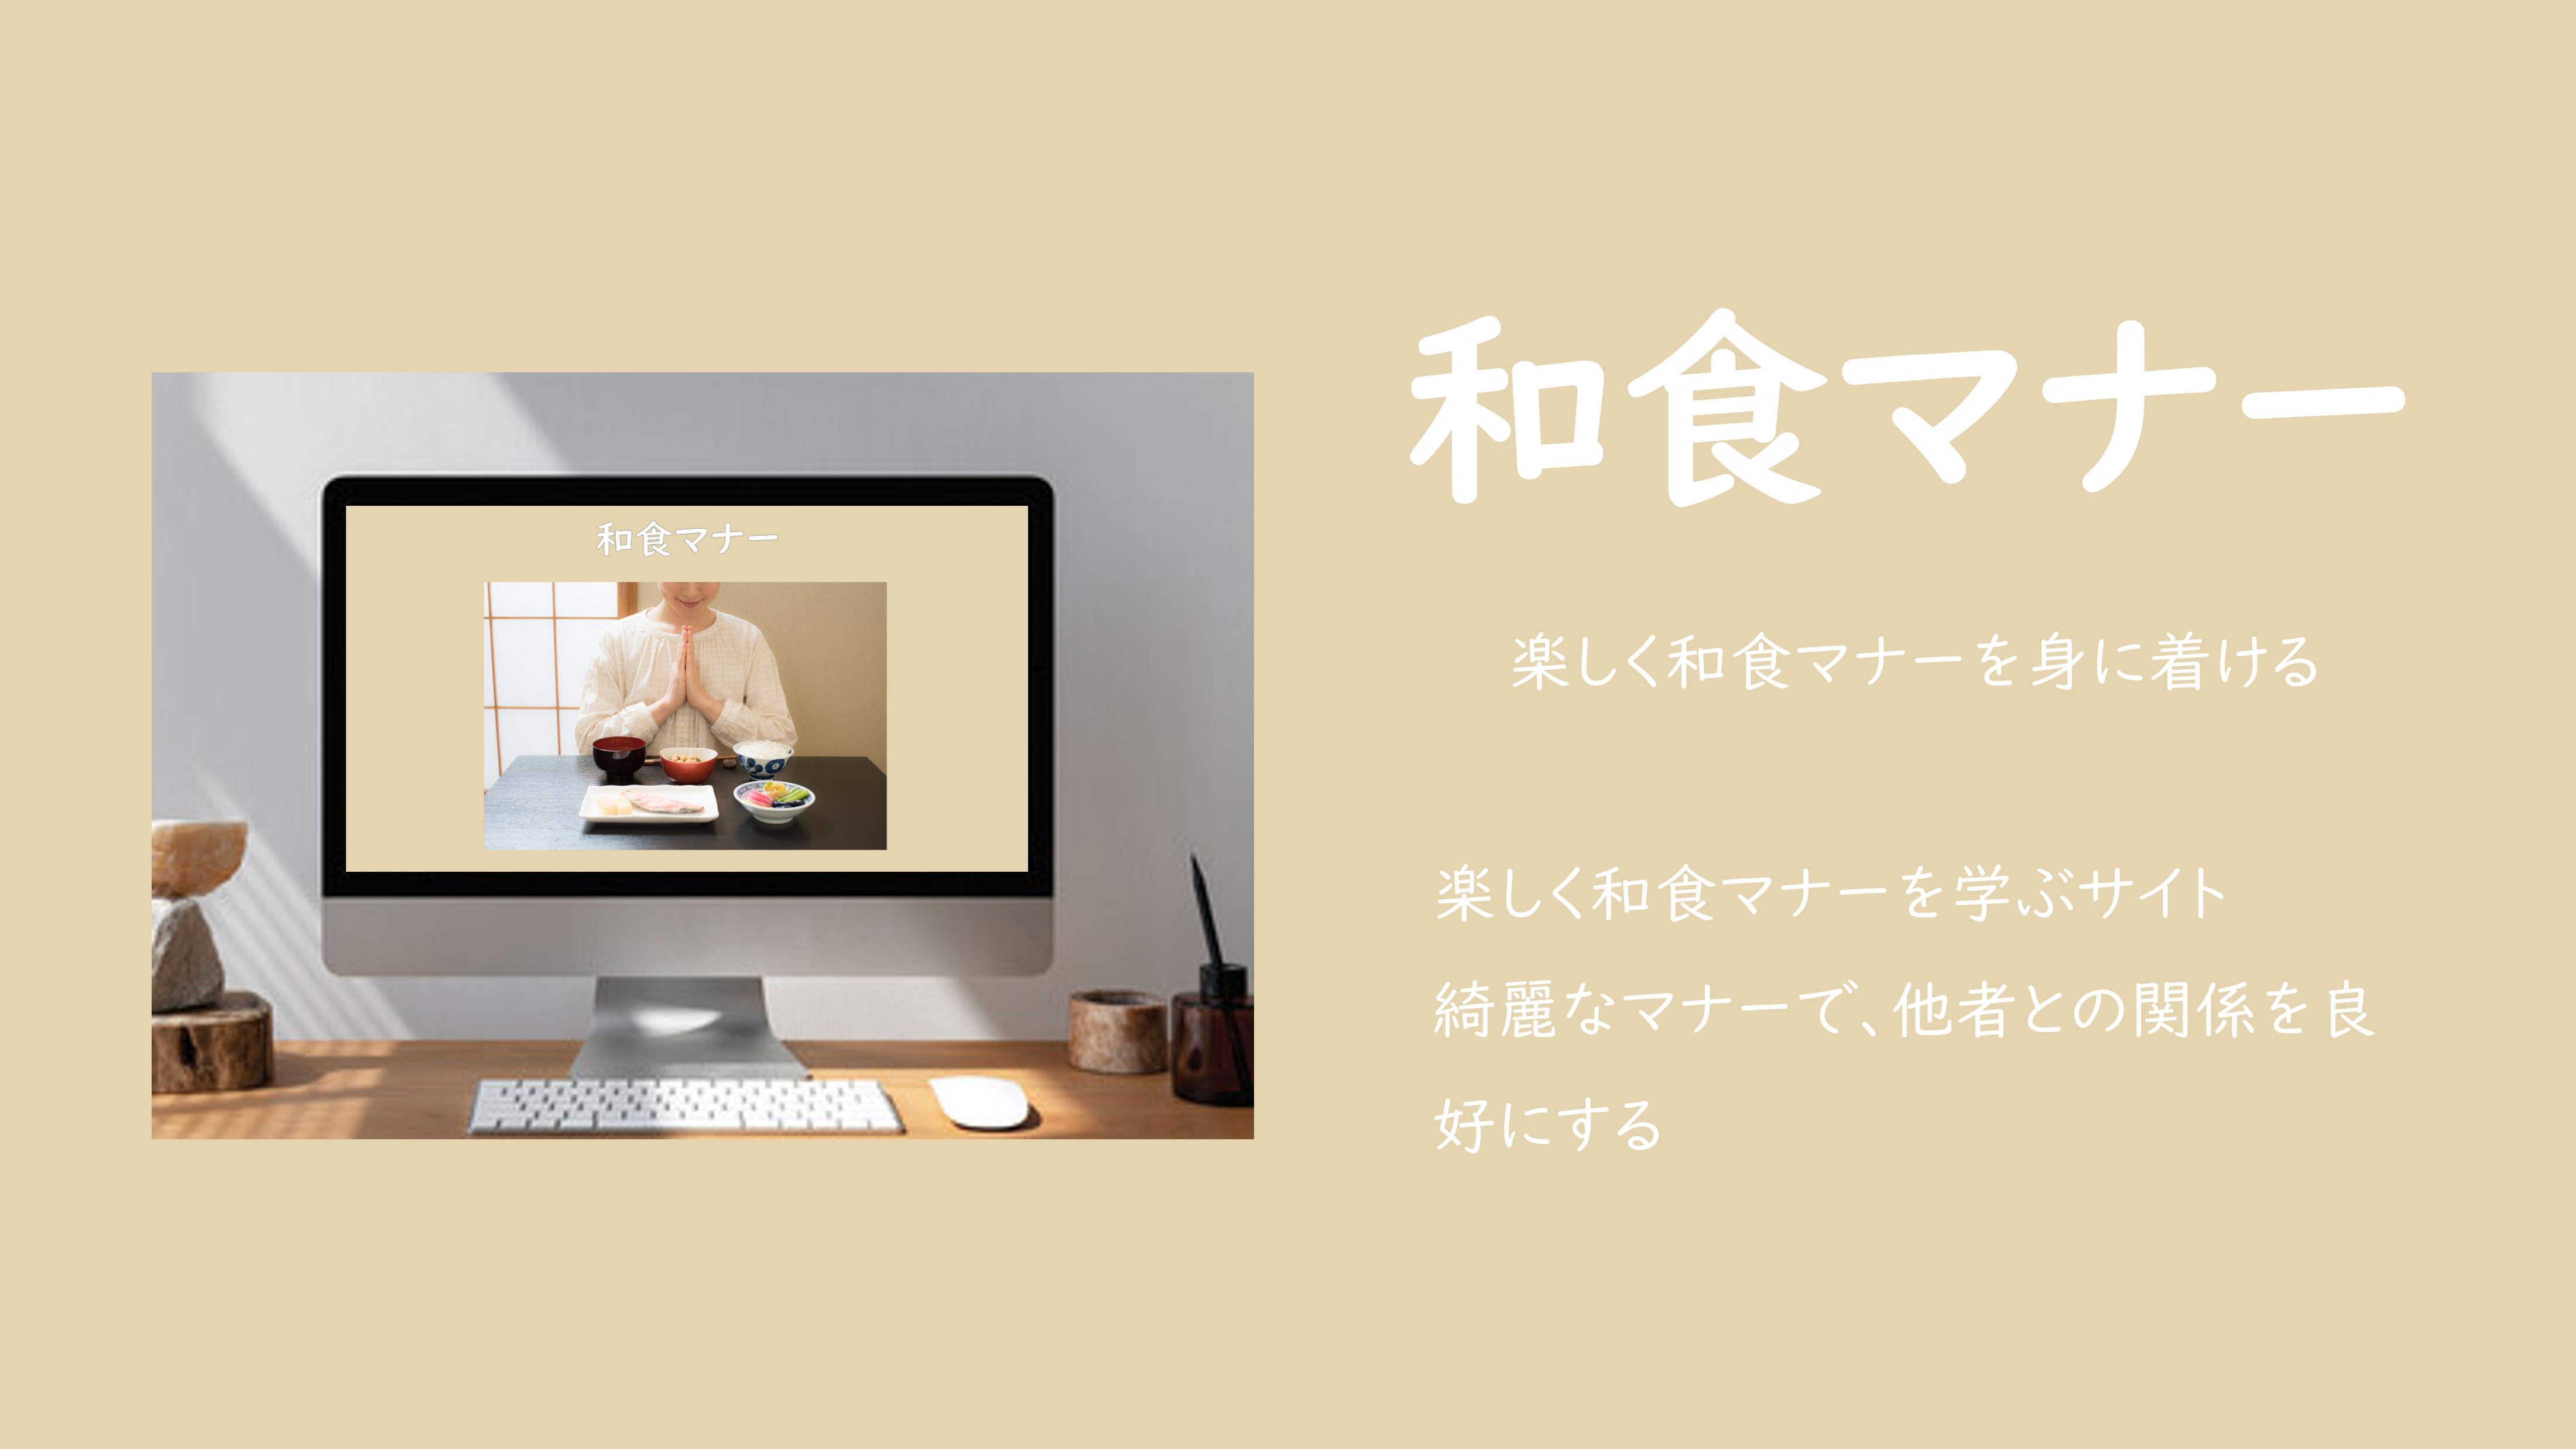 和食マナー
和食マナー
楽しく和食マナーを身に着ける
楽しく和食マナーを学ぶサイト
綺麗なマナーで、他者との関係を良
好にする